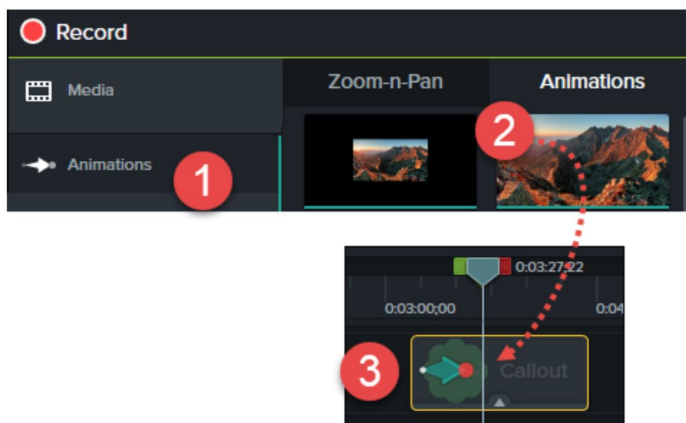 Record
Media
Zoom-n-Pan
Animations
Animations
1
2
0:03:27;22
0:03:00;00
0:04
3
Callout